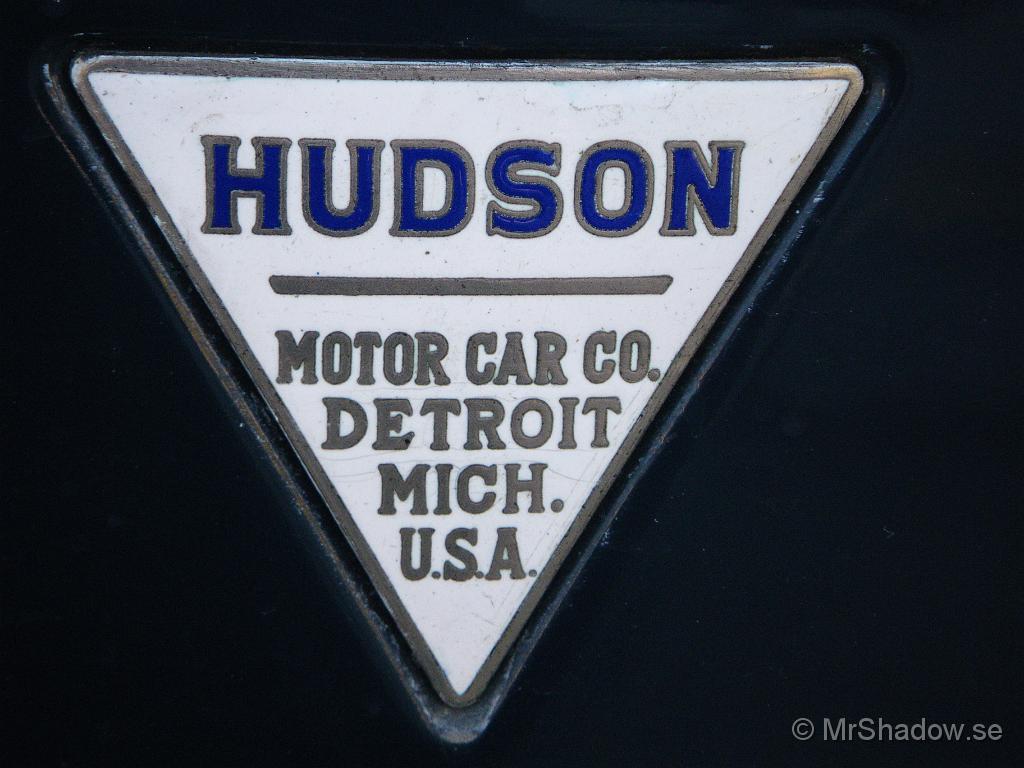 HUDSON
MOTOR CAR CO.
DETROIT
MICH.
U.S.A.
© MrShadow.se